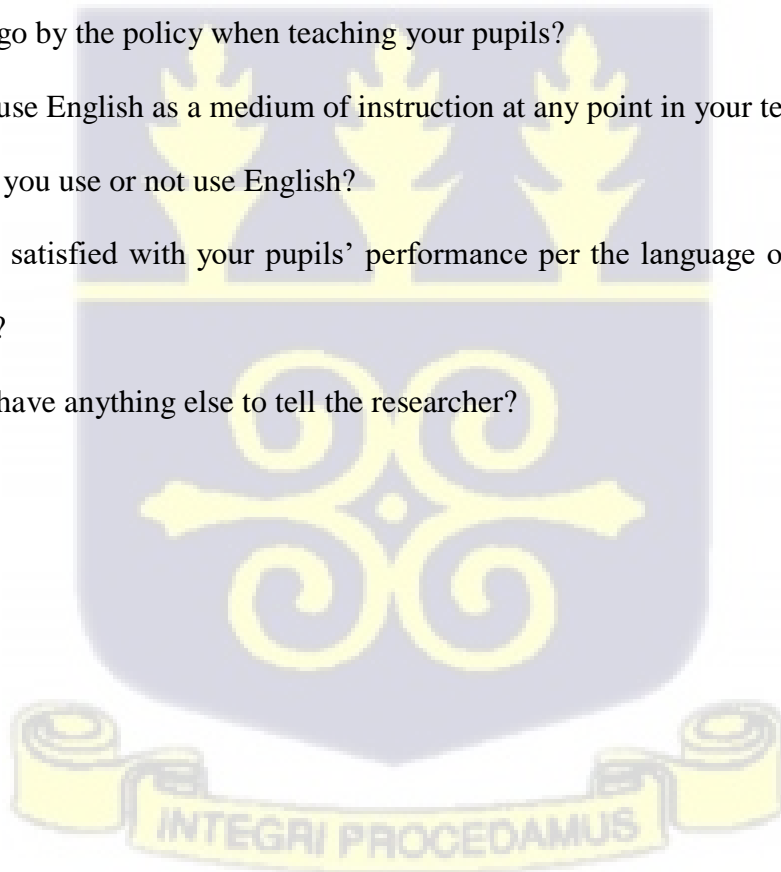 go by the policy when teaching your pupils?
use English as a medium of instruction at any point in your te
you use or not use English?
satisfied with your pupils’ performance per the language o
?
have anything else to tell the researcher?
INTEGRI PROCEDAMUS